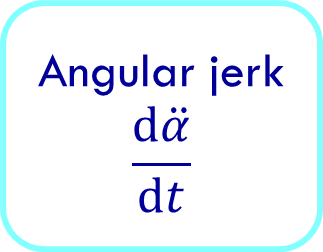 Angular jerk
dα̈
dt